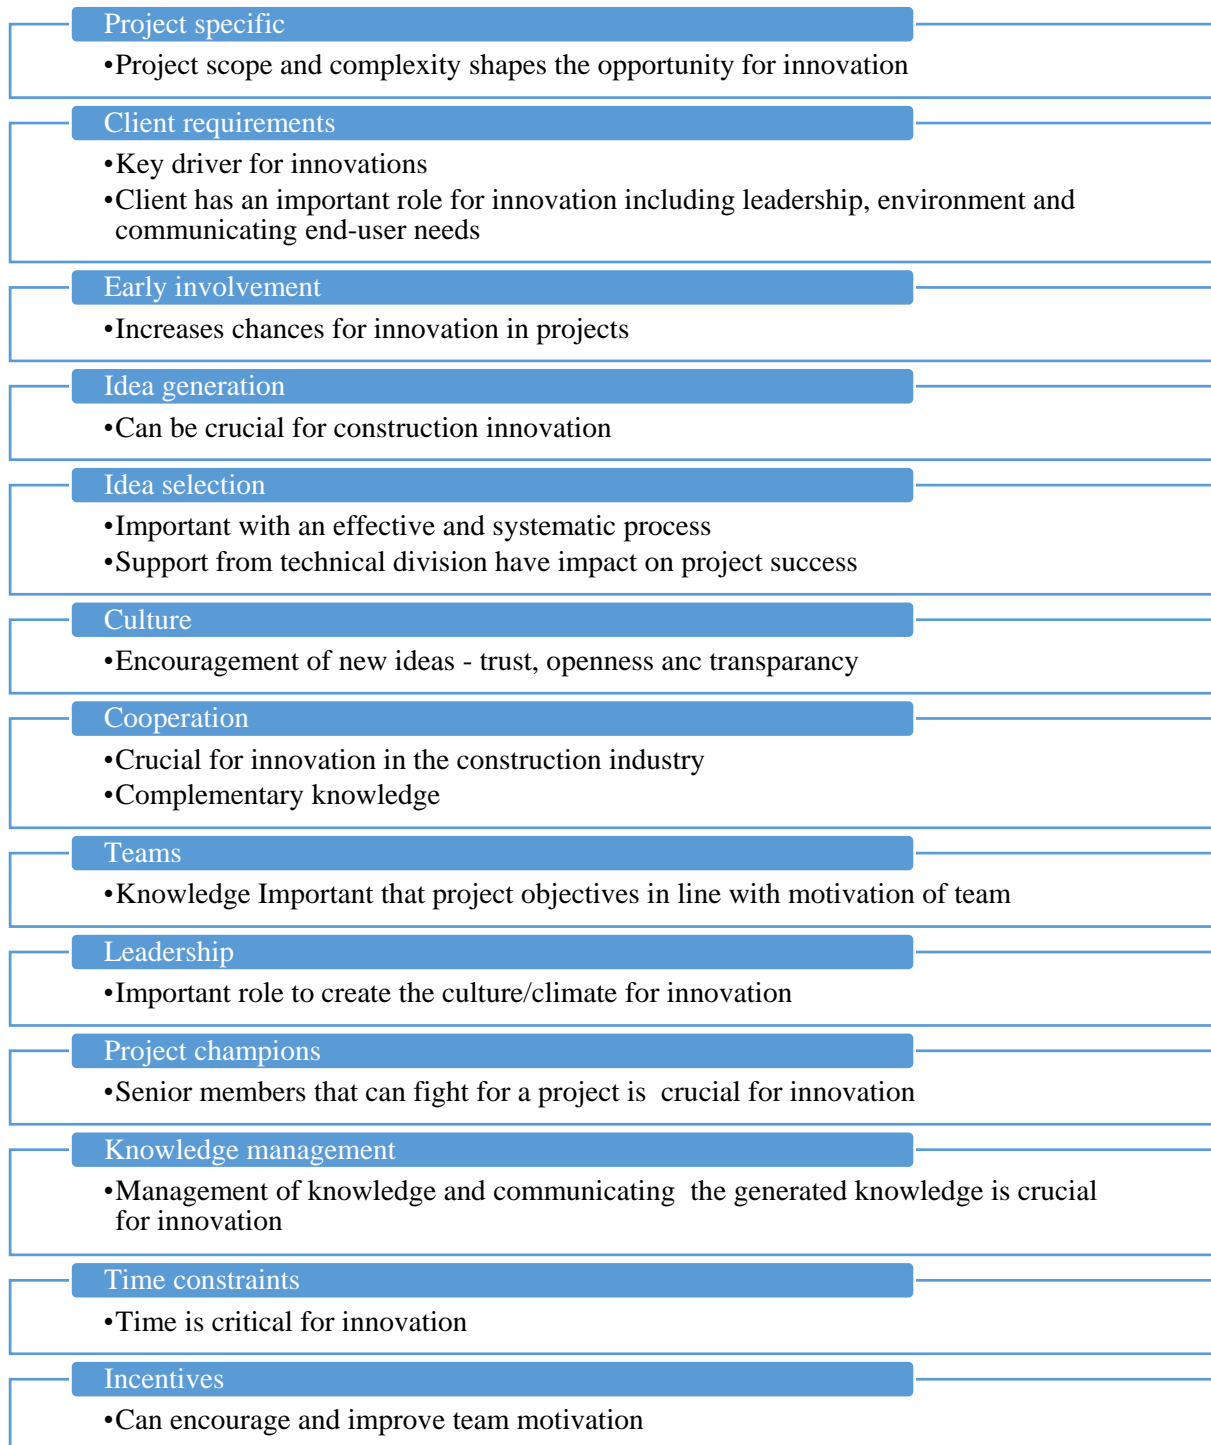 Project specific
•Project scope and complexity shapes the opportunity for innovation
Client requirements
•Key driver for innovations
•Client has an important role for innovation including leadership, environment and
communicating end-user needs
Early involvement
•Increases chances for innovation in projects
Idea generation
•Can be crucial for construction innovation
Idea selection
•Important with an effective and systematic process
•Support from technical division have impact on project success
Culture
•Encouragement of new ideas - trust, openness anc transparancy
Cooperation
•Crucial for innovation in the construction industry
•Complementary knowledge
Teams
•Knowledge Important that project objectives in line with motivation of team
Leadership
•Important role to create the culture/climate for innovation
Project champions
•Senior members that can fight for a project is  crucial for innovation
Knowledge management
•Management of knowledge and communicating  the generated knowledge is crucial
for innovation
Time constraints
•Time is critical for innovation
Incentives
•Can encourage and improve team motivation